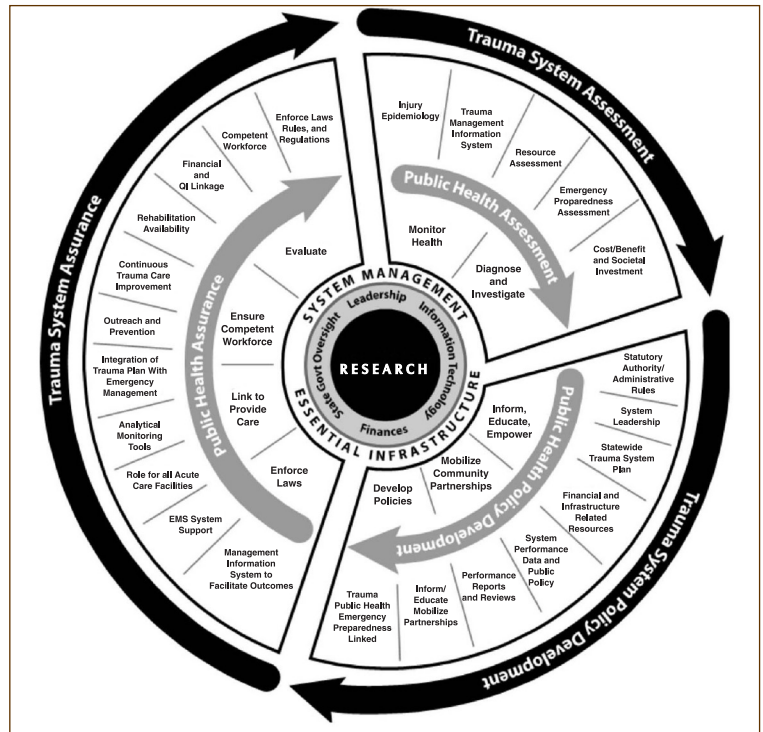 Trauma System Assessment
Injury
Epidemiology
Trauma
Management
Information
System
Resource
Assessment
Emergency
Proparedness
Assessment
Cost/Benefit
and Societal
Investment
Public Health Assessment
Monitor
Health
Diagnose
and
Investigate
Trauma System Policy Development
Statutory
Authority/
Administrative
Rules
System
Leadership
Statewide
Trauma System
Plan
Financial and
Infrastructure
Related
Resources
System
Performance
Data and
Public
Policy
Performance
Reports
and Reviews
Inform/
Educate
Mobilize
Partnerships
Trauma
Public Health
Emergency
Preparedness
Linked
Public Health Policy Development
Inform,
Educate,
Empower
Mobilize
Community
Partnerships
Develop
Policies
Trauma System Assurance
Management
Information
System to
Facilitate Outcomes
EMS System
Support
Role for all Acute
Care Facilities
Analytical
Monitoring
Tools
Integration of
Trauma Plan With
Emergency
Management
Outreach and
Prevention
Continuous
Trauma Care
Improvement
Rehabilitation
Availability
Financial
and
QI Linkage
Competent
Workforce
Enforce Laws
Rules, and
Regulations
Public Health Assurance
Enforce
Laws
Link to
Provide
Care
Ensure
Competent
Workforce
Evaluate
SYSTEM MANAGEMENT
ESSENTIAL INFRASTRUCTURE
Leadership
Information Technology
Finances
State Govt Oversight
RESEARCH